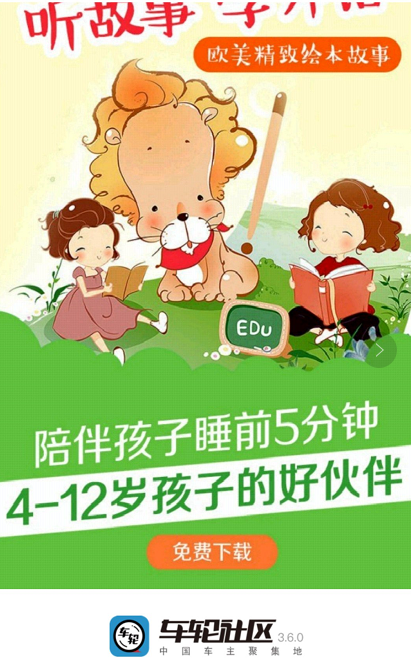 听故事 学外语
欧美精致绘本故事
EDU
陪伴孩子睡前5分钟
4-12岁孩子的好伙伴
免费下载
车轮
车轮社区 3.6.0
中国车主聚集地